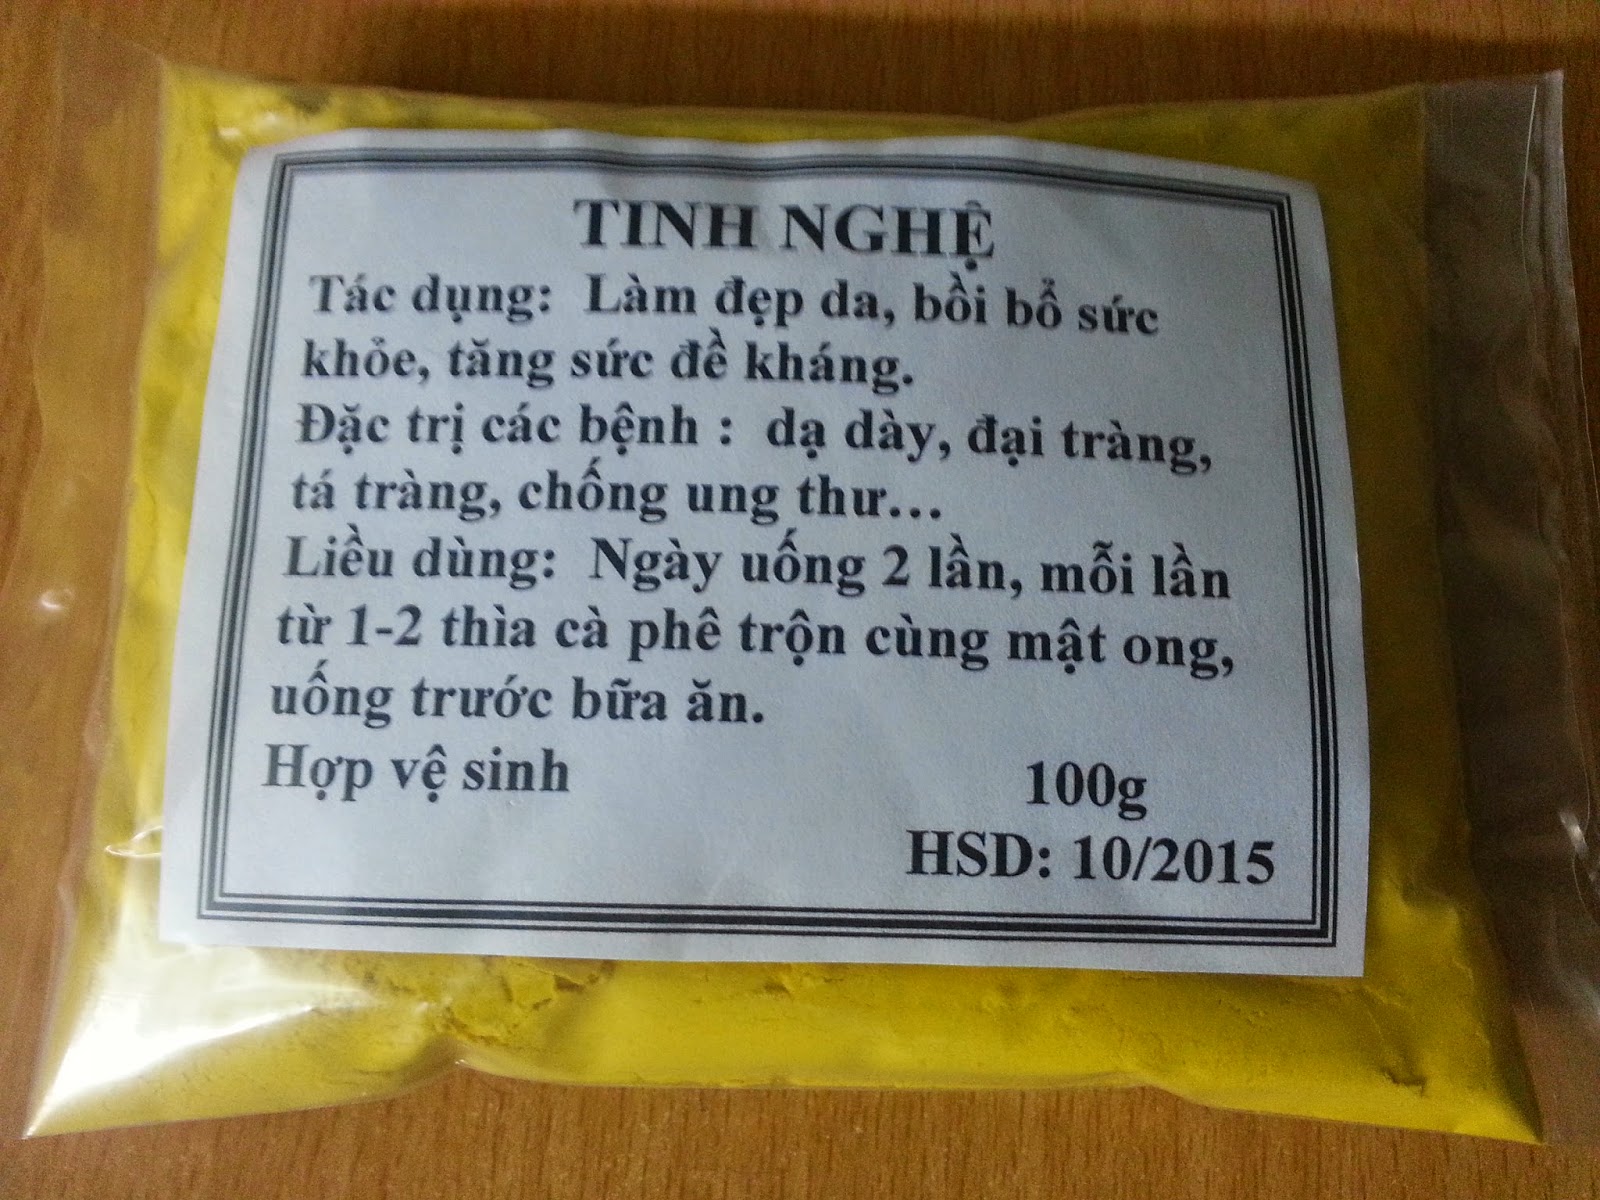 TINH NGHỆ
Tác dụng: Làm đẹp da, bồi bổ sức
khỏe, tăng sức đề kháng.
Đặc trị các bệnh : dạ dày, đại tràng,
tá tràng, chống ung thư...
Liều dùng: Ngày uống 2 lần, mỗi lần
từ 1-2 thìa cà phê trộn cùng mật ong,
uống trước bữa ăn.
Hợp vệ sinh 100g
HSD: 10/2015